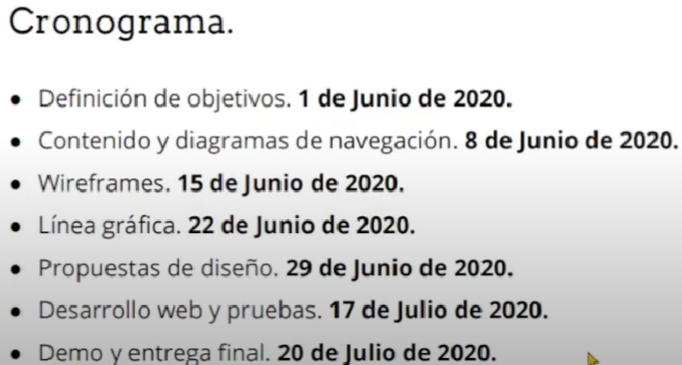 Cronograma.
• Definición de objetivos. 1 de Junio de 2020.
• Contenido y diagramas de navegación. 8 de Junio de 2020.
• Wireframes. 15 de Junio de 2020.
• Línea gráfica. 22 de Junio de 2020.
• Propuestas de diseño. 29 de Junio de 2020.
• Desarrollo web y pruebas. 17 de Julio de 2020.
• Demo y entrega final. 20 de Julio de 2020.